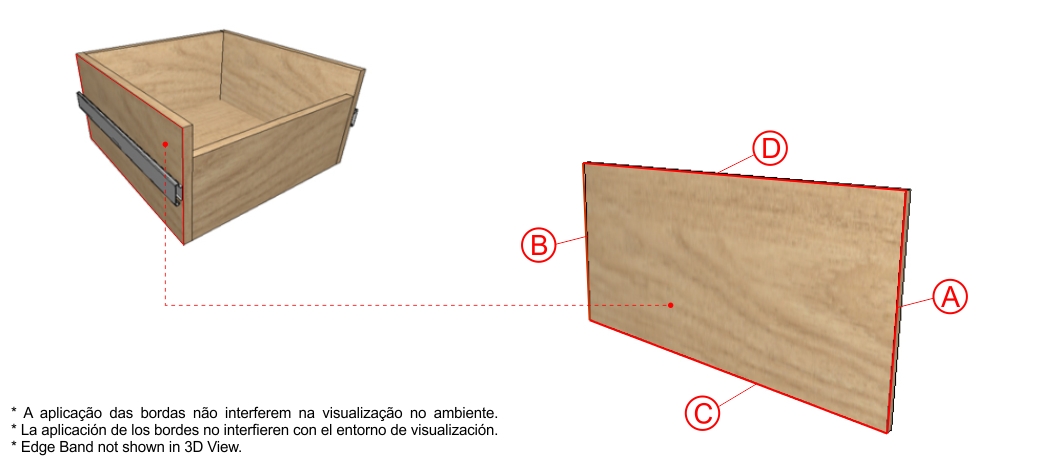 D
B
A
C
* A aplicação das bordas não interferem na visualização no ambiente.
* La aplicación de los bordes no interfieren con el entorno de visualización.
* Edge Band not shown in 3D View.